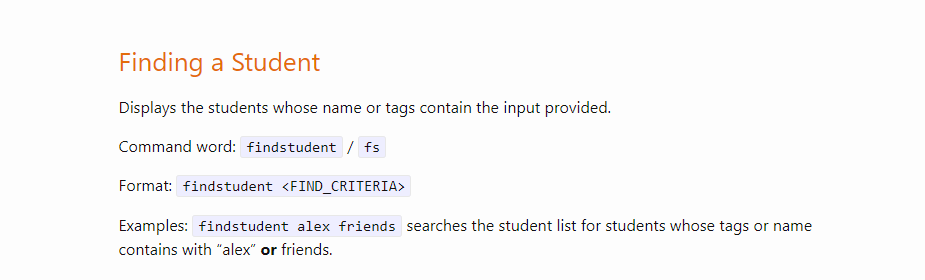 Finding a Student
Displays the students whose name or tags contain the input provided.
Command word: findstudent / fs
Format: findstudent <FIND_CRITERIA>
Examples: findstudent alex friends searches the student list for students whose tags or name
contains with “alex” or friends.